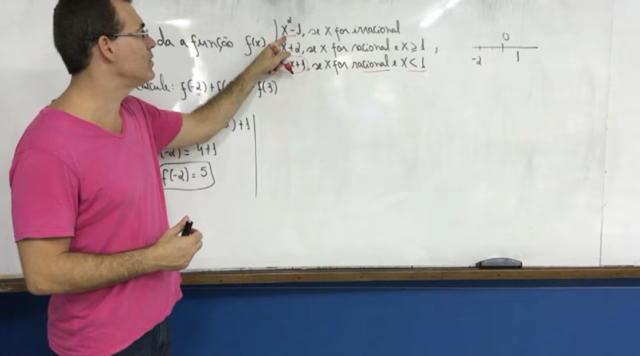 da a função f(x) x²-1, se x for irracional
x+2, se x for racional e x ≥ 1 ,
x+1, se x for racional e x < 1
0
-2 1
f(-2)+f( f(3)
)+1
-2) = 4+1
f(-2) = 5